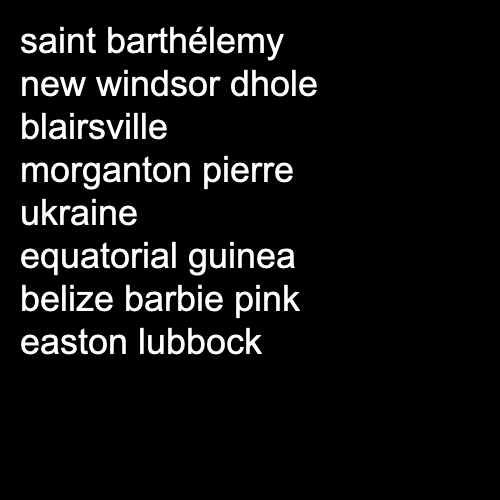 saint barthélemy
new windsor dhole
blairsville
morganton pierre
ukraine
equatorial guinea
belize barbie pink
easton lubbock